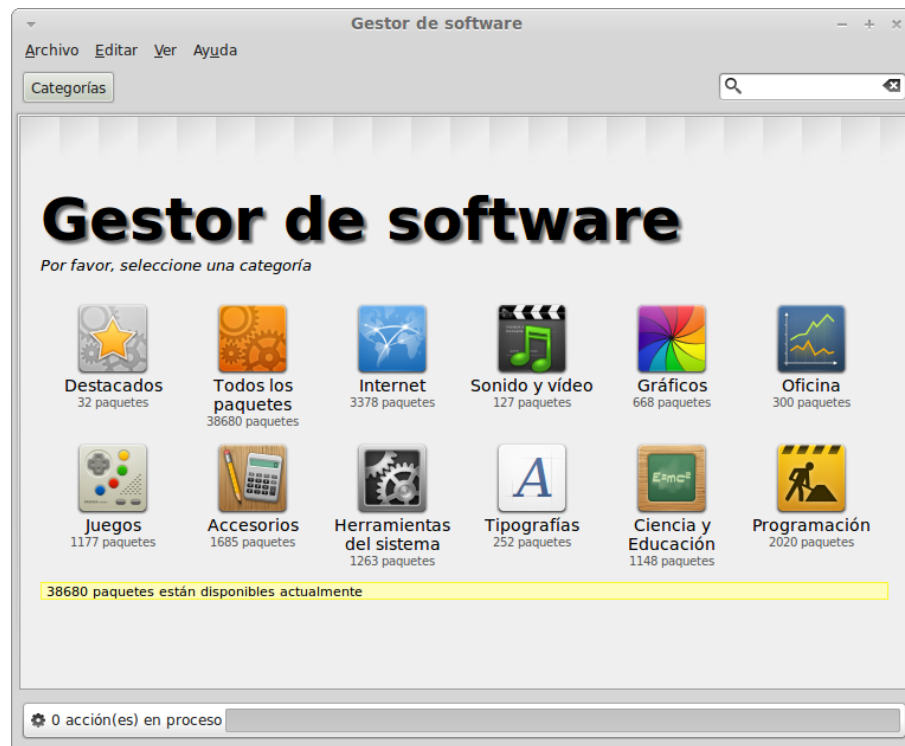 Gestor de software
Archivo Editar Ver Ayuda
Categorías
Gestor de software
Por favor, seleccione una categoría
Destacados
32 paquetes
Todos los
paquetes
38680 paquetes
Internet
3378 paquetes
Sonido y vídeo
127 paquetes
Gráficos
668 paquetes
Oficina
300 paquetes
Juegos
1177 paquetes
Accesorios
1685 paquetes
Herramientas
del sistema
1263 paquetes
Tipografías
252 paquetes
E=mc²
Ciencia y
Educación
1148 paquetes
Programación
2020 paquetes
38680 paquetes están disponibles actualmente
0 acción(es) en proceso